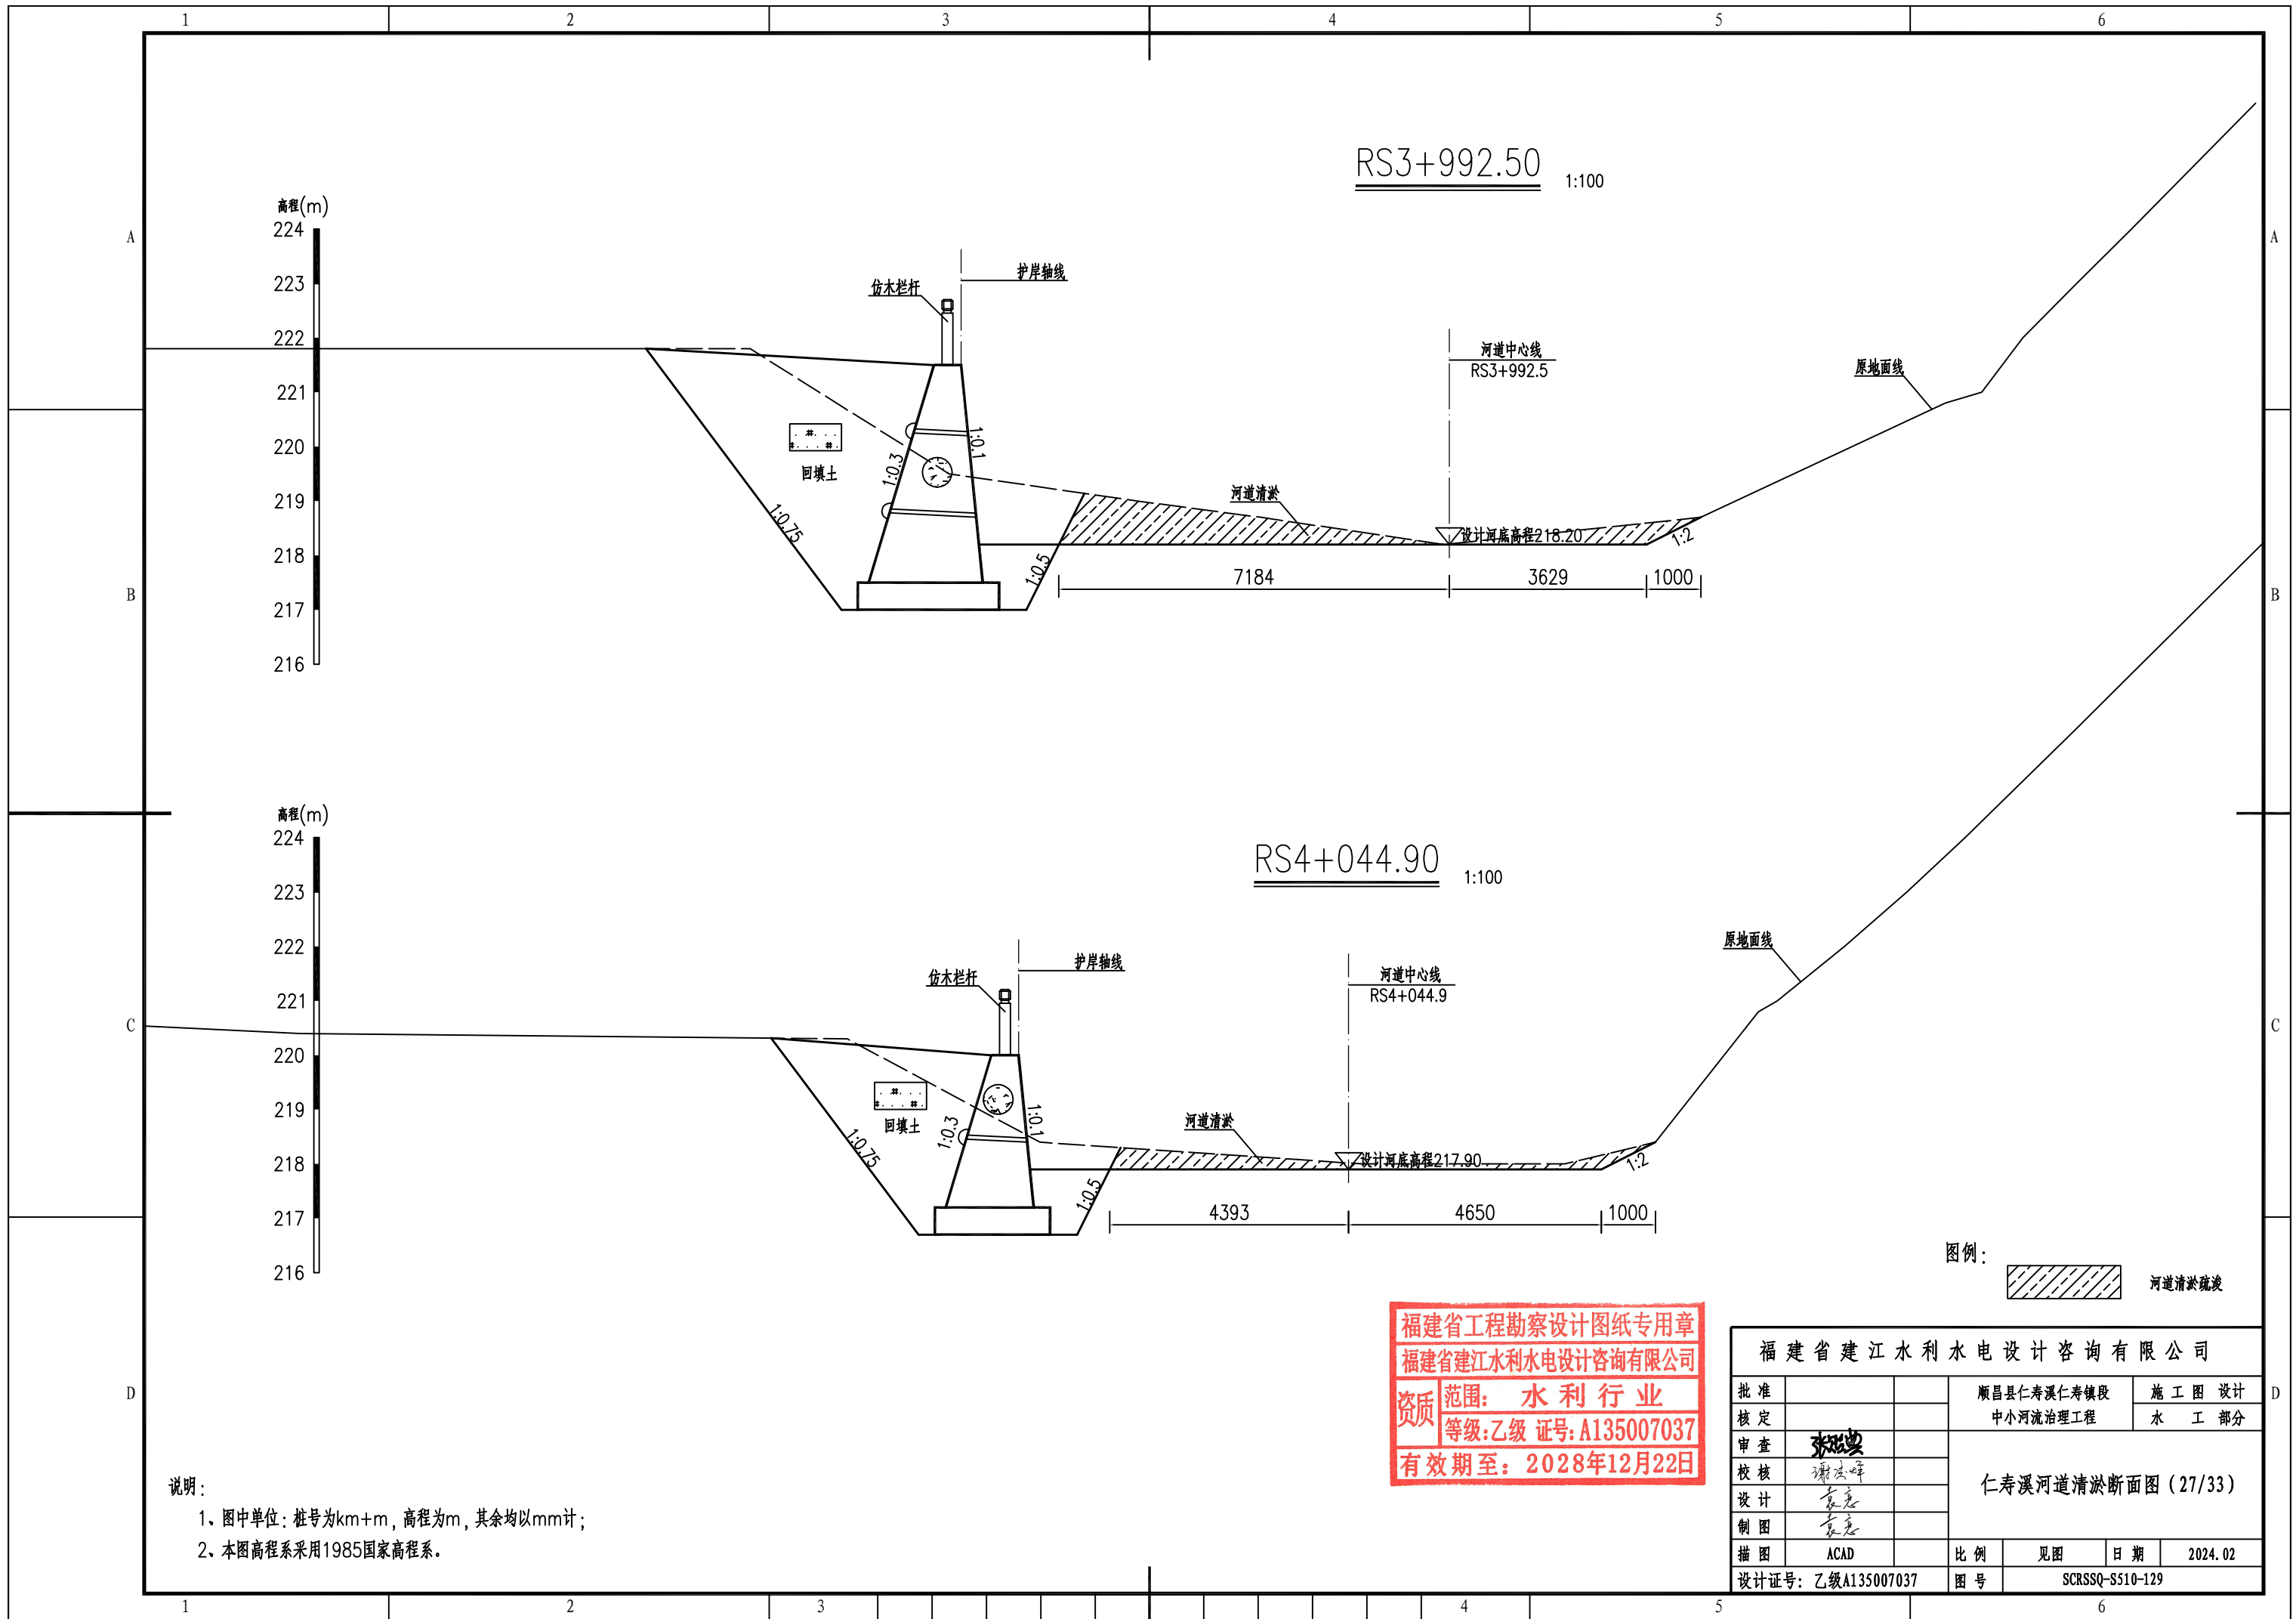 1 2 3 4 5 6
RS3+992.50 1:100
高程(m)
224
223
222
221
220
219
218
217
216
仿木栏杆
护岸轴线
河道中心线
RS3+992.5
原地面线
回填土
1:0.3
1:0.1
1:0.75
1:0.5
河道清淤
设计河底高程218.20
1:2
7184 3629 1000
A A
B B
RS4+044.90 1:100
高程(m)
224
223
222
221
220
219
218
217
216
仿木栏杆
护岸轴线
河道中心线
RS4+044.9
原地面线
回填土
1:0.3
1:0.1
1:0.75
1:0.5
河道清淤
设计河底高程217.90
1:2
4393 4650 1000
C C
D D
图例:
河道清淤疏浚
福建省工程勘察设计图纸专用章
福建省建江水利水电设计咨询有限公司
资质
范围: 水利行业
等级:乙级 证号:A135007037
有效期至: 2028年12月22日
说明:
1、图中单位: 桩号为km+m, 高程为m, 其余均以mm计;
2、本图高程系采用1985国家高程系。
福建省建江水利水电设计咨询有限公司
批准
顺昌县仁寿溪仁寿镇段
中小河流治理工程
施工图 设计
水工 部分
核定
审查
校核
设计
制图
仁寿溪河道清淤断面图 (27/33)
描图 ACAD 比例 见图 日期 2024.02
设计证号: 乙级A135007037 图号 SCRSSQ-S510-129
1 2 3 4 5 6